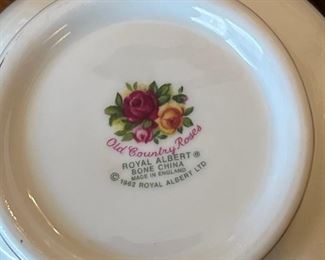 Old Country Roses
ROYAL ALBERT ®
BONE CHINA
MADE IN ENGLAND
© 1962 ROYAL ALBERT LTD